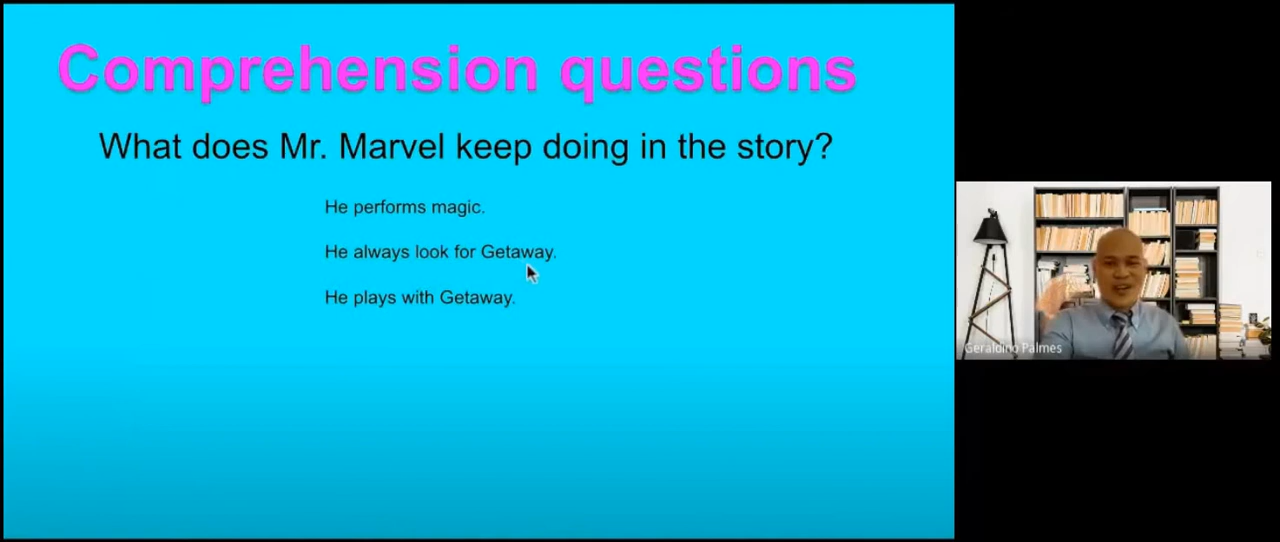 Comprehension questions
What does Mr. Marvel keep doing in the story?
He performs magic.
He always look for Getaway.
He plays with Getaway.
Geraldino Palmes